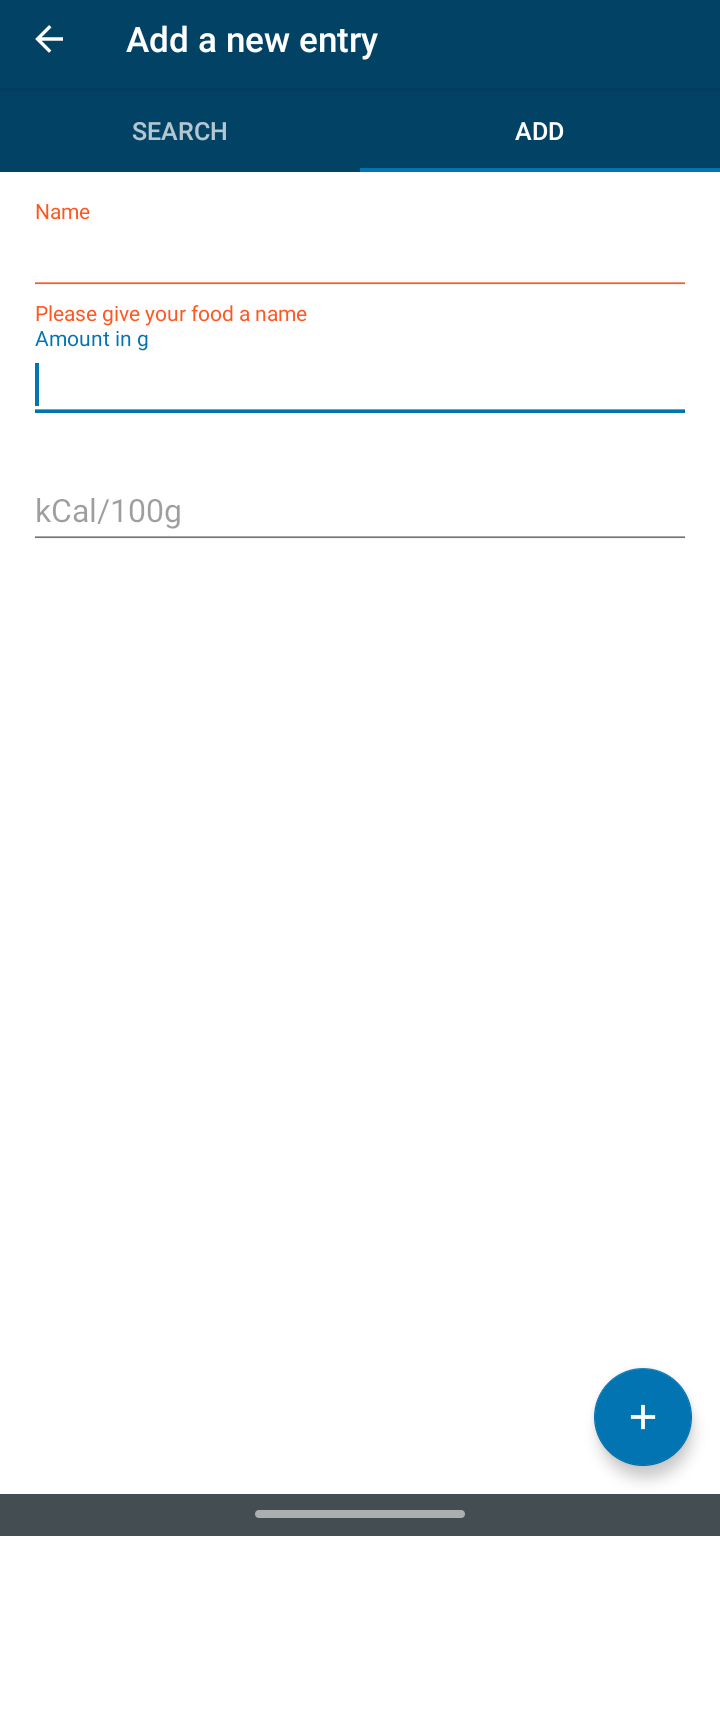 Add a new entry
SEARCH
ADD
Name
Please give your food a name
Amount in g
kCal/100g